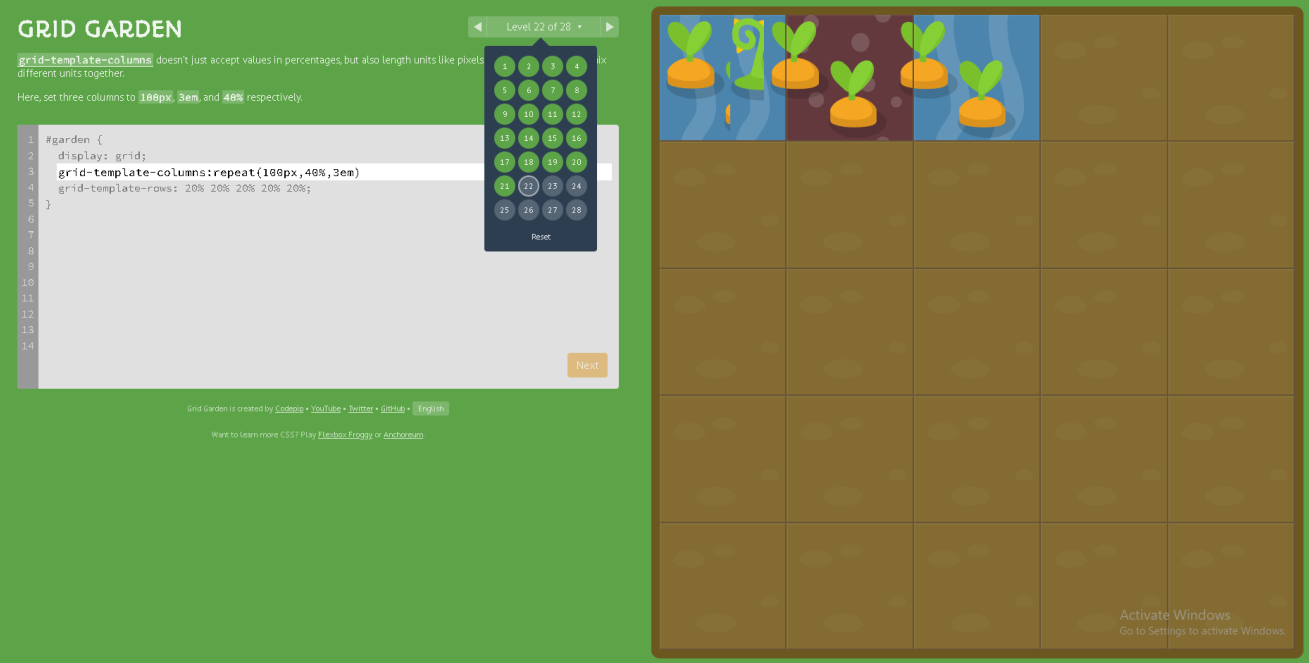 GRID GARDEN
Level 22 of 28
grid-template-columns doesn't just accept values in percentages, but also length units like pixels
different units together.
Here, set three columns to 100px, 3em, and 40% respectively.
1 2 3 4
5 6 7 8
9 10 11 12
13 14 15 16
17 18 19 20
21 22 23 24
25 26 27 28
Reset
1 #garden {
2 display: grid;
3 grid-template-columns:repeat(100px,40%,3em)
4 grid-template-rows: 20% 20% 20% 20% 20%;
5 }
6
7
8
9
10
11
12
13
14
Next
Grid Garden is created by Codepip • YouTube • Twitter • GitHub • English
Want to learn more CSS? Play Flexbox Froggy or Anchoreum.
Activate Windows
Go to Settings to activate Windows.